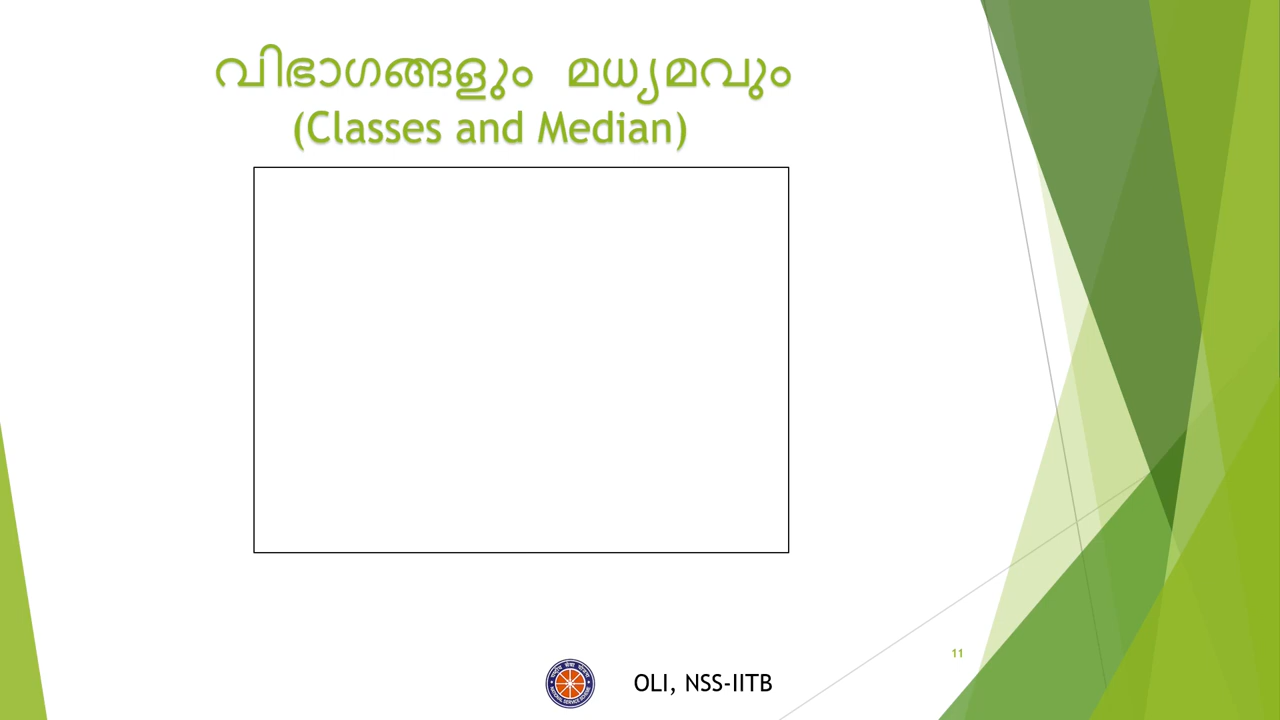 വിഭാഗങ്ങളും മധ്യമവും
(Classes and Median)
11
OLI, NSS-IITB